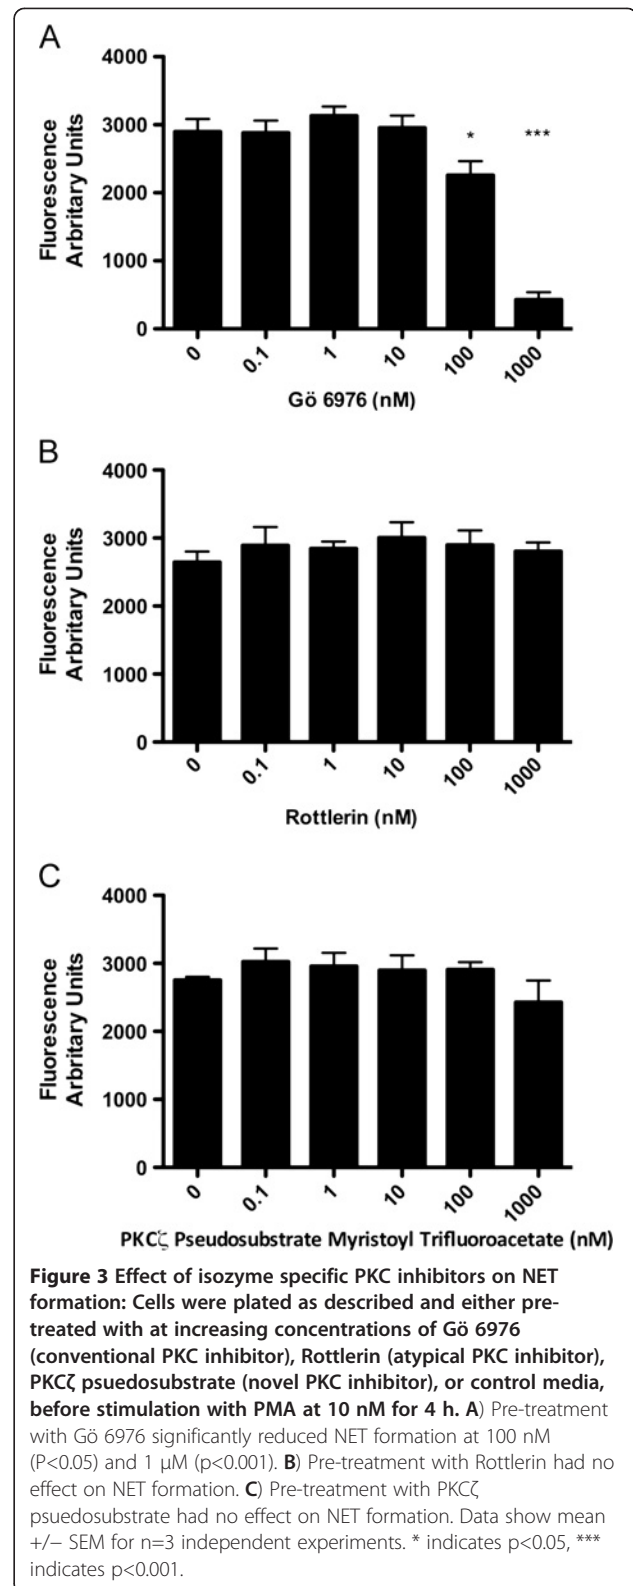 A
4000
3000
2000
1000
0
Fluorescence
Arbritary Units
*
***
0
0.1
1
10
100
1000
Gö 6976 (nM)
B
4000
3000
2000
1000
0
Fluorescence
Arbritary Units
0
0.1
1
10
100
1000
Rottlerin (nM)
C
4000
3000
2000
1000
0
Fluorescence
Arbritary Units
0
0.1
1
10
100
1000
PKCζ Pseudosubstrate Myristoyl Trifluoroacetate (nM)
Figure 3 Effect of isozyme specific PKC inhibitors on NET
formation: Cells were plated as described and either pre-
treated with at increasing concentrations of Gö 6976
(conventional PKC inhibitor), Rottlerin (atypical PKC inhibitor),
PKCζ psuedosubstrate (novel PKC inhibitor), or control media,
before stimulation with PMA at 10 nM for 4 h. A) Pre-treatment
with Gö 6976 significantly reduced NET formation at 100 nM
(P<0.05) and 1 μM (p<0.001). B) Pre-treatment with Rottlerin had no
effect on NET formation. C) Pre-treatment with PKCζ
psuedosubstrate had no effect on NET formation. Data show mean
+/− SEM for n=3 independent experiments. * indicates p<0.05, ***
indicates p<0.001.